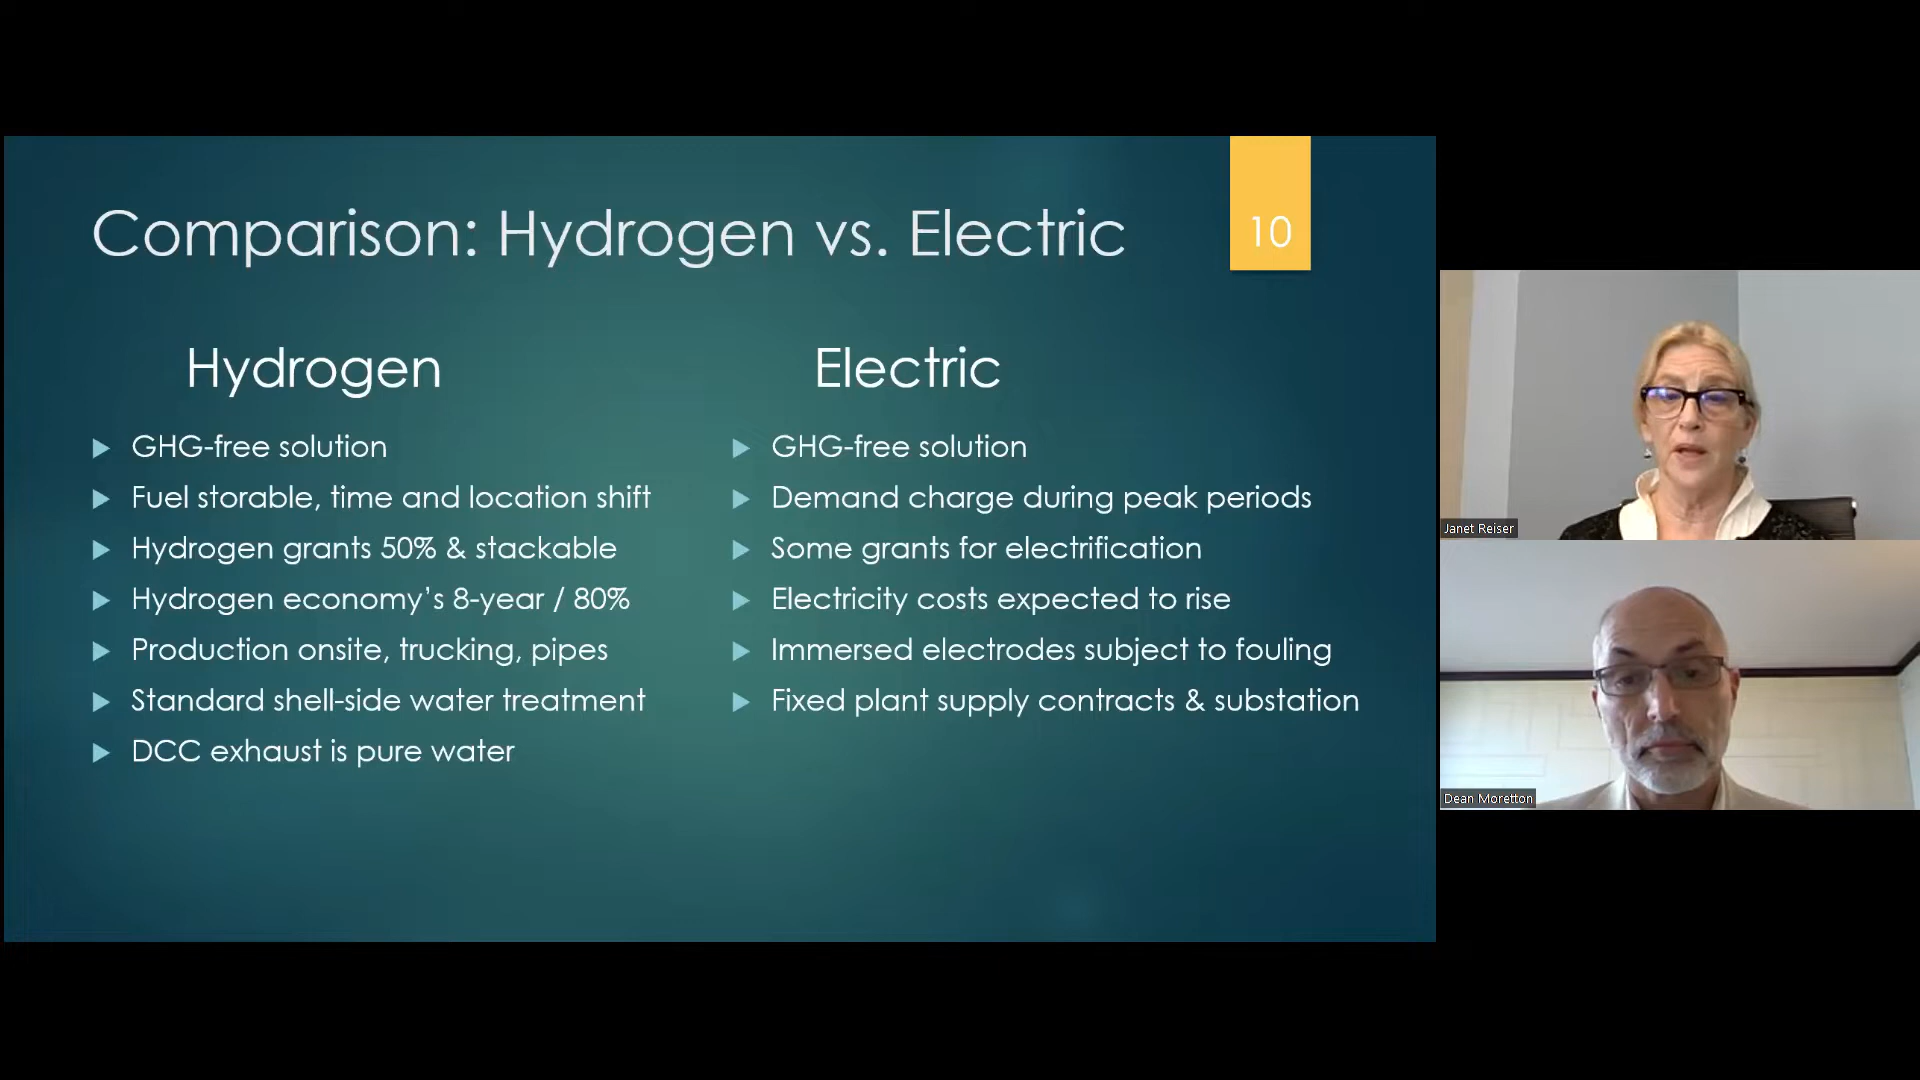 Comparison: Hydrogen vs. Electric
10
Hydrogen
GHG-free solution
Fuel storable, time and location shift
Hydrogen grants 50% & stackable
Hydrogen economy’s 8-year / 80%
Production onsite, trucking, pipes
Standard shell-side water treatment
DCC exhaust is pure water
Electric
GHG-free solution
Demand charge during peak periods
Some grants for electrification
Electricity costs expected to rise
Immersed electrodes subject to fouling
Fixed plant supply contracts & substation
Janet Reiser
Dean Moretton